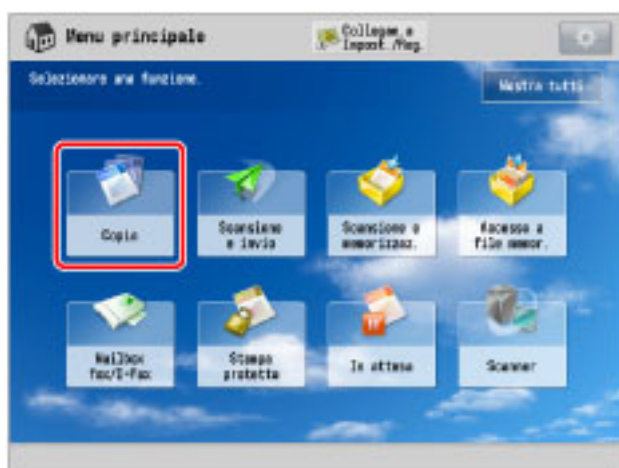 Menu principale
Collegam. a
Impost./Reg.
Selezionare una funzione.
Mostra tutti
Copia
Scansione
e invio
Scansione e
memorizzaz.
Accesso a
file memor.
Mailbox
fax/I-Fax
Stampa
protetta
In attesa
Scanner